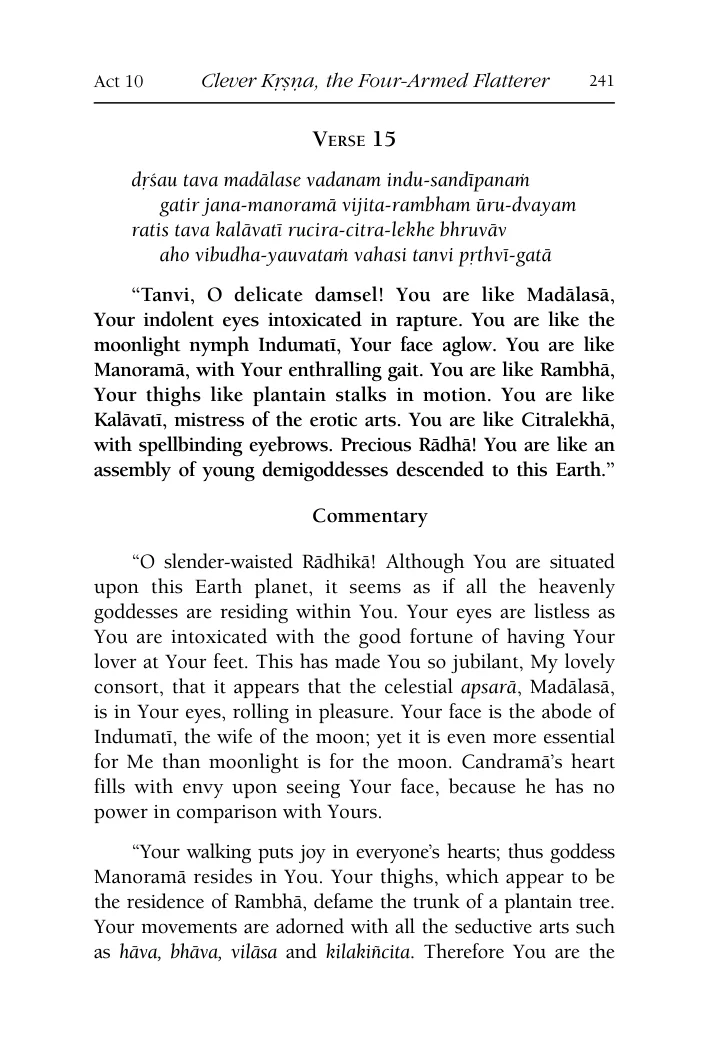 Act 10 Clever Kṛṣṇa, the Four-Armed Flatterer 241
Verse 15
dṛśau tava madālase vadanam indu-sandīpanaṁ
gatir jana-manoramā vijita-rambham ūru-dvayam
ratis tava kalāvatī rucira-citra-lekhe bhruvāv
aho vibudha-yauvataṁ vahasi tanvi pṛthvī-gatā
“Tanvi, O delicate damsel! You are like Madālasā,
Your indolent eyes intoxicated in rapture. You are like the
moonlight nymph Indumatī, Your face aglow. You are like
Manoramā, with Your enthralling gait. You are like Rambhā,
Your thighs like plantain stalks in motion. You are like
Kalāvatī, mistress of the erotic arts. You are like Citralekhā,
with spellbinding eyebrows. Precious Rādhā! You are like an
assembly of young demigoddesses descended to this Earth.”
Commentary
“O slender-waisted Rādhikā! Although You are situated
upon this Earth planet, it seems as if all the heavenly
goddesses are residing within You. Your eyes are listless as
You are intoxicated with the good fortune of having Your
lover at Your feet. This has made You so jubilant, My lovely
consort, that it appears that the celestial apsarā, Madālasā,
is in Your eyes, rolling in pleasure. Your face is the abode of
Indumatī, the wife of the moon; yet it is even more essential
for Me than moonlight is for the moon. Candramā’s heart
fills with envy upon seeing Your face, because he has no
power in comparison with Yours.
“Your walking puts joy in everyone’s hearts; thus goddess
Manoramā resides in You. Your thighs, which appear to be
the residence of Rambhā, defame the trunk of a plantain tree.
Your movements are adorned with all the seductive arts such
as hāva, bhāva, vilāsa and kilakiñcita. Therefore You are the